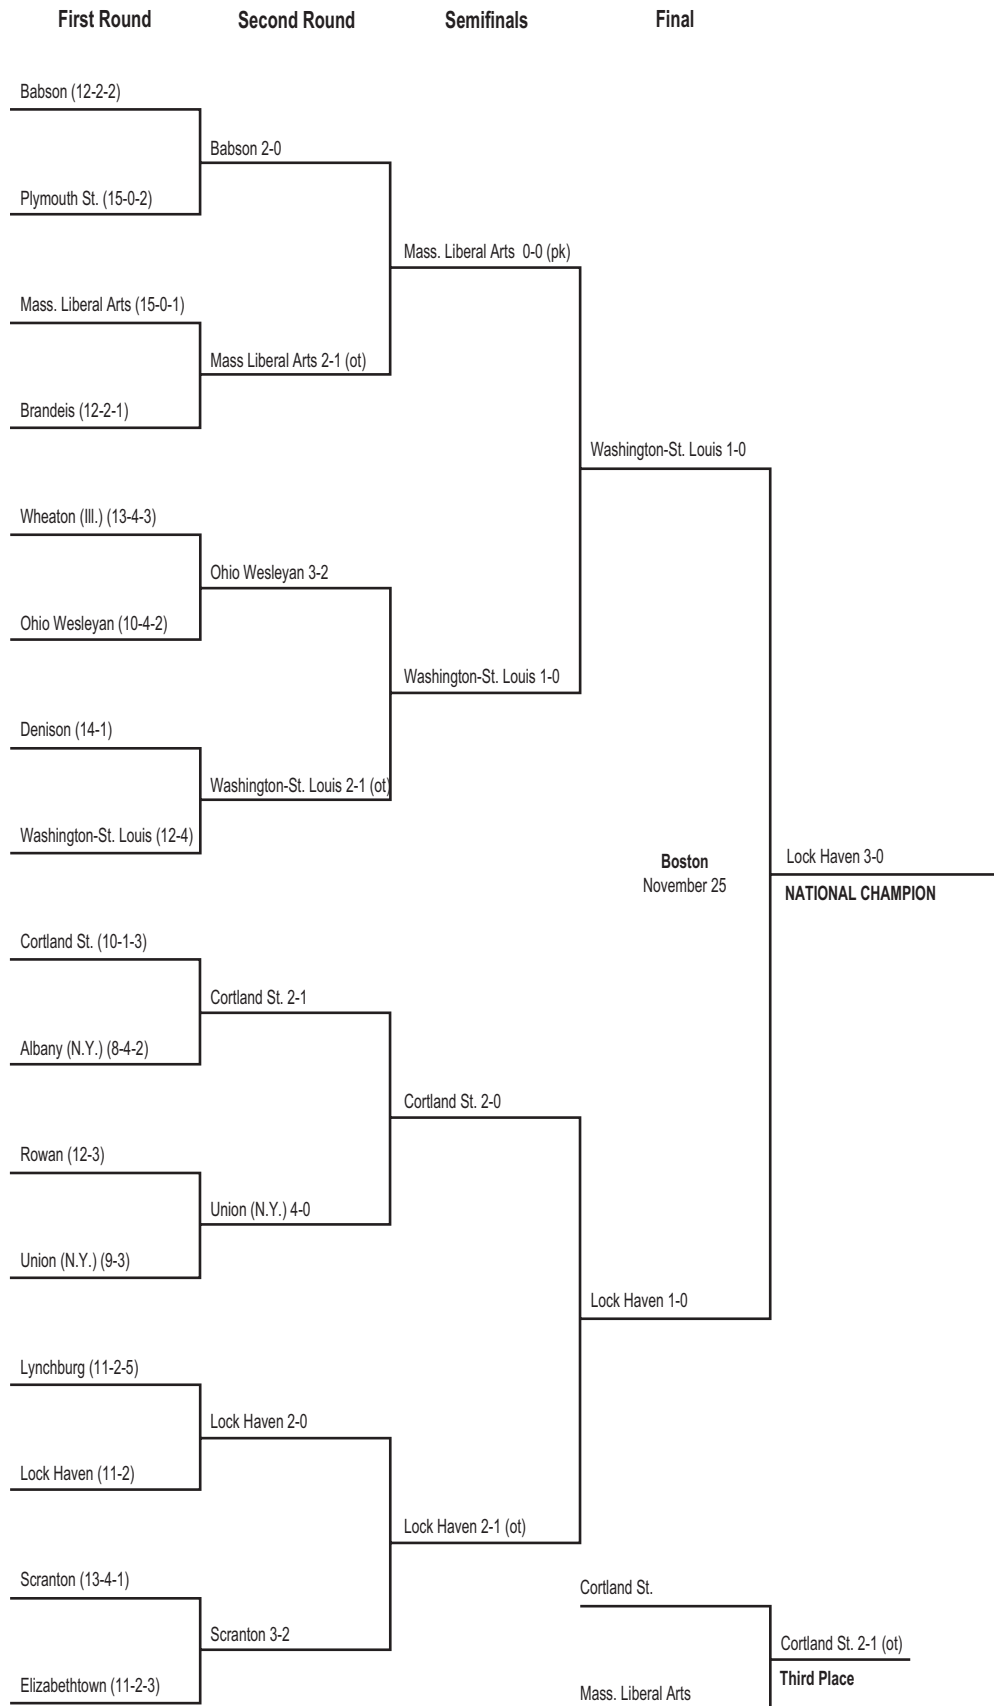 First Round
Second Round
Semifinals
Final
Babson (12-2-2)
Babson 2-0
Plymouth St. (15-0-2)
Mass. Liberal Arts 0-0 (pk)
Mass. Liberal Arts (15-0-1)
Mass Liberal Arts 2-1 (ot)
Brandeis (12-2-1)
Washington-St. Louis 1-0
Wheaton (Ill.) (13-4-3)
Ohio Wesleyan 3-2
Ohio Wesleyan (10-4-2)
Washington-St. Louis 1-0
Denison (14-1)
Washington-St. Louis 2-1 (ot)
Washington-St. Louis (12-4)
Boston
November 25
Lock Haven 3-0
NATIONAL CHAMPION
Cortland St. (10-1-3)
Cortland St. 2-1
Albany (N.Y.) (8-4-2)
Cortland St. 2-0
Rowan (12-3)
Union (N.Y.) 4-0
Union (N.Y.) (9-3)
Lock Haven 1-0
Lynchburg (11-2-5)
Lock Haven 2-0
Lock Haven (11-2)
Lock Haven 2-1 (ot)
Scranton (13-4-1)
Scranton 3-2
Elizabethtown (11-2-3)
Cortland St.
Cortland St. 2-1 (ot)
Third Place
Mass. Liberal Arts